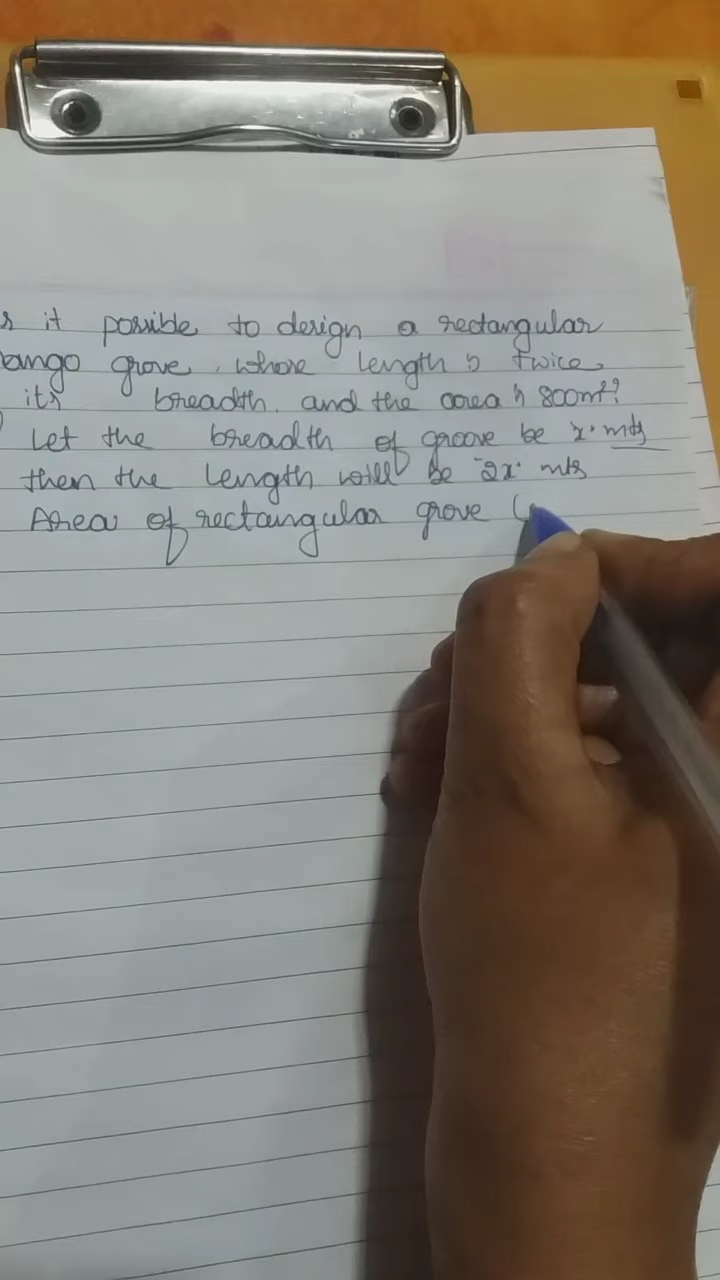 s it possible to design a rectangular
ango grove, whose length is twice
its breadth and the area is 800m²?
Let the breadth of groove be x. mts
then the length will be 2x. mts
Area of rectangular grove (